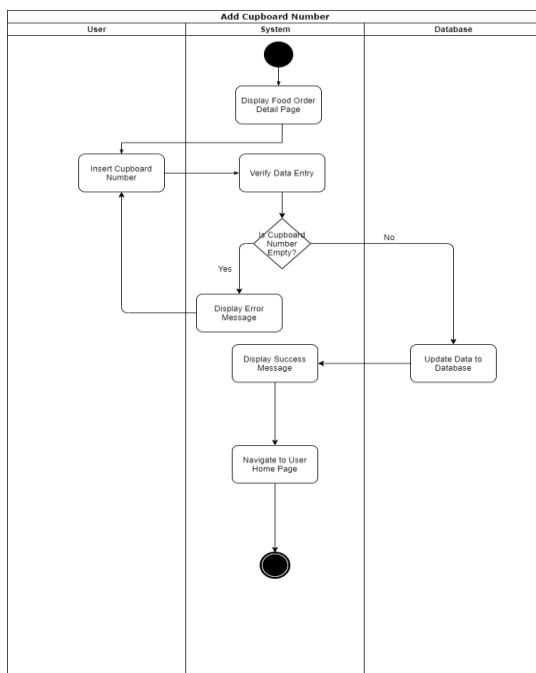 Add Cupboard Number
User
System
Database
Display Food Order
Detail Page
Insert Cupboard
Number
Verify Data Entry
Is Cupboard
Number
Empty?
No
Yes
Display Error
Message
Display Success
Message
Update Data to
Database
Navigate to User
Home Page